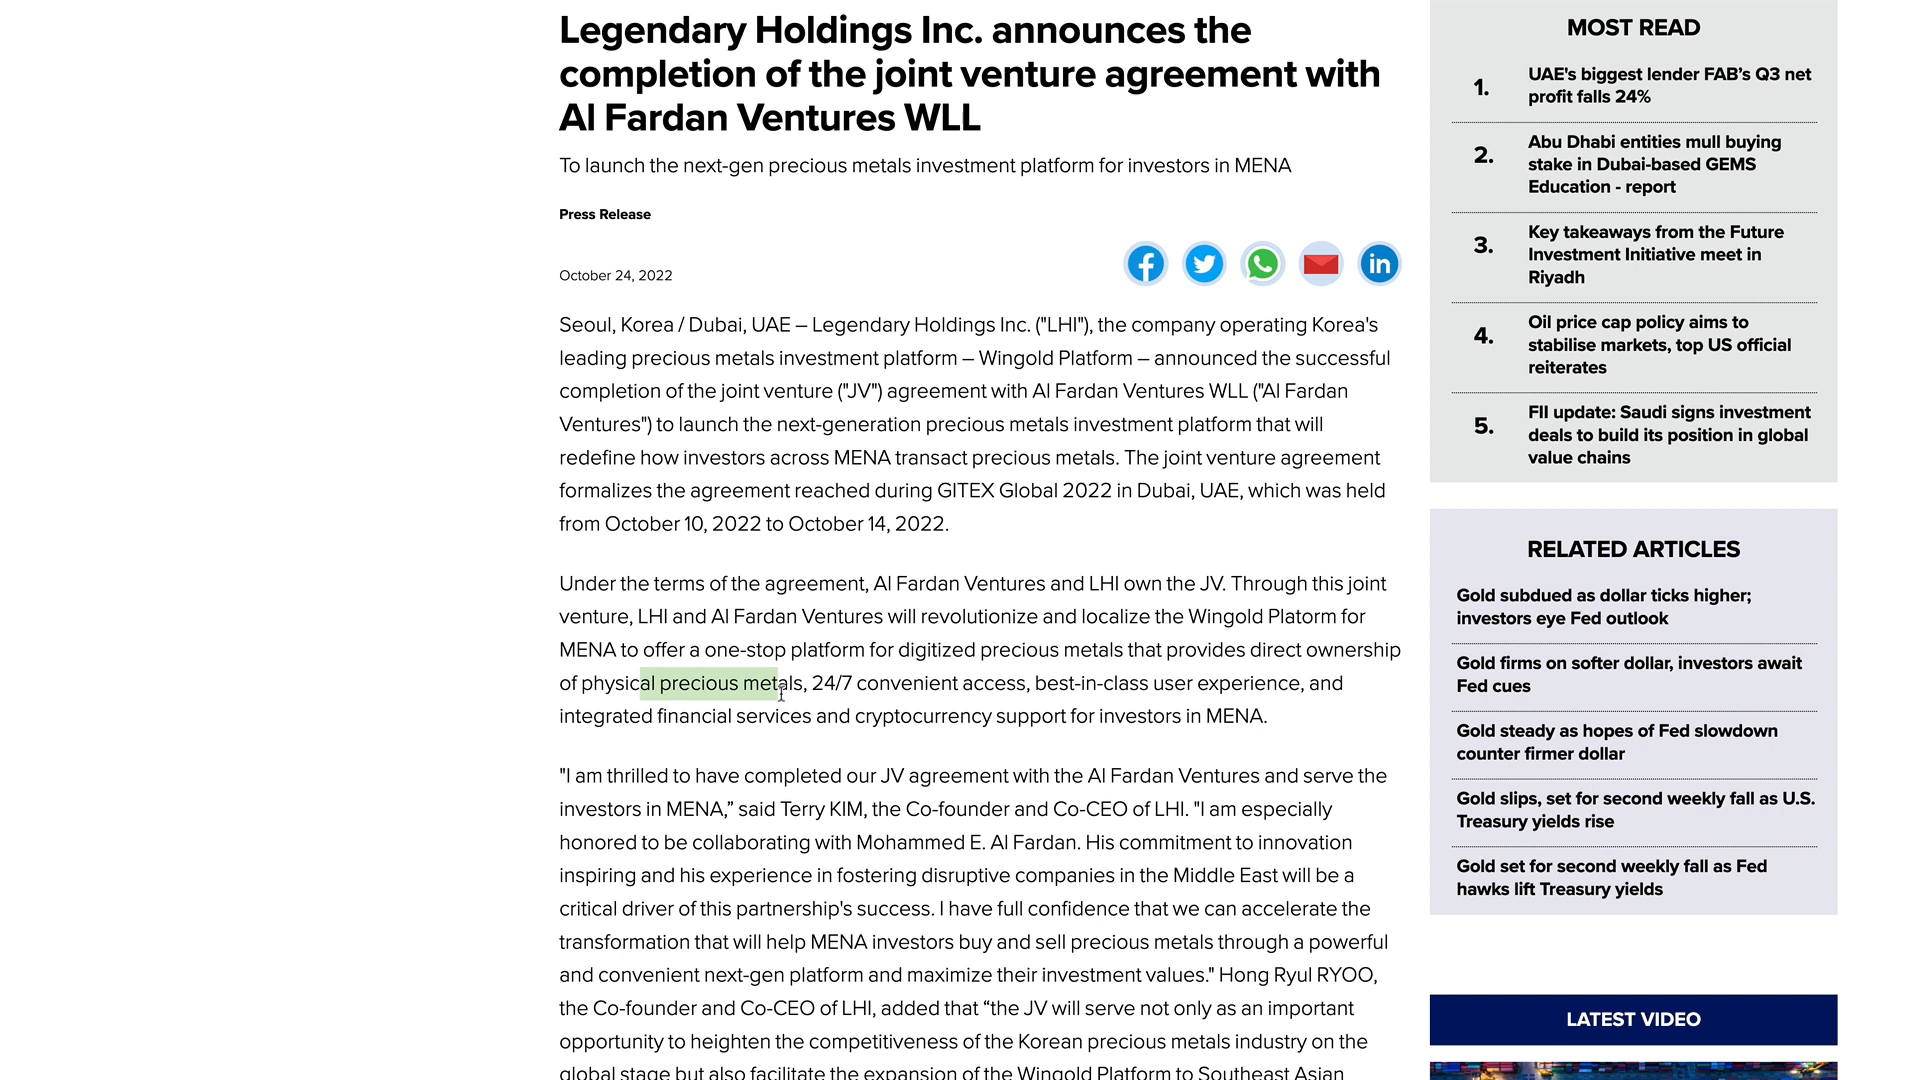 Legendary Holdings Inc. announces the
completion of the joint venture agreement with
Al Fardan Ventures WLL
To launch the next-gen precious metals investment platform for investors in MENA
Press Release
October 24, 2022
Seoul, Korea / Dubai, UAE – Legendary Holdings Inc. ("LHI"), the company operating Korea's
leading precious metals investment platform – Wingold Platform – announced the successful
completion of the joint venture ("JV") agreement with Al Fardan Ventures WLL ("Al Fardan
Ventures") to launch the next-generation precious metals investment platform that will
redefine how investors across MENA transact precious metals. The joint venture agreement
formalizes the agreement reached during GITEX Global 2022 in Dubai, UAE, which was held
from October 10, 2022 to October 14, 2022.
Under the terms of the agreement, Al Fardan Ventures and LHI own the JV. Through this joint
venture, LHI and Al Fardan Ventures will revolutionize and localize the Wingold Platorm for
MENA to offer a one-stop platform for digitized precious metals that provides direct ownership
of physical precious metals, 24/7 convenient access, best-in-class user experience, and
integrated financial services and cryptocurrency support for investors in MENA.
"I am thrilled to have completed our JV agreement with the Al Fardan Ventures and serve the
investors in MENA,” said Terry KIM, the Co-founder and Co-CEO of LHI. "I am especially
honored to be collaborating with Mohammed E. Al Fardan. His commitment to innovation
inspiring and his experience in fostering disruptive companies in the Middle East will be a
critical driver of this partnership's success. I have full confidence that we can accelerate the
transformation that will help MENA investors buy and sell precious metals through a powerful
and convenient next-gen platform and maximize their investment values." Hong Ryul RYOO,
the Co-founder and Co-CEO of LHI, added that “the JV will serve not only as an important
opportunity to heighten the competitiveness of the Korean precious metals industry on the
global stage but also facilitate the expansion of the Wingold Platform to Southeast Asian
MOST READ
1. UAE's biggest lender FAB’s Q3 net
profit falls 24%
2. Abu Dhabi entities mull buying
stake in Dubai-based GEMS
Education - report
3. Key takeaways from the Future
Investment Initiative meet in
Riyadh
4. Oil price cap policy aims to
stabilise markets, top US official
reiterates
5. FII update: Saudi signs investment
deals to build its position in global
value chains
RELATED ARTICLES
Gold subdued as dollar ticks higher;
investors eye Fed outlook
Gold firms on softer dollar, investors await
Fed cues
Gold steady as hopes of Fed slowdown
counter firmer dollar
Gold slips, set for second weekly fall as U.S.
Treasury yields rise
Gold set for second weekly fall as Fed
hawks lift Treasury yields
LATEST VIDEO